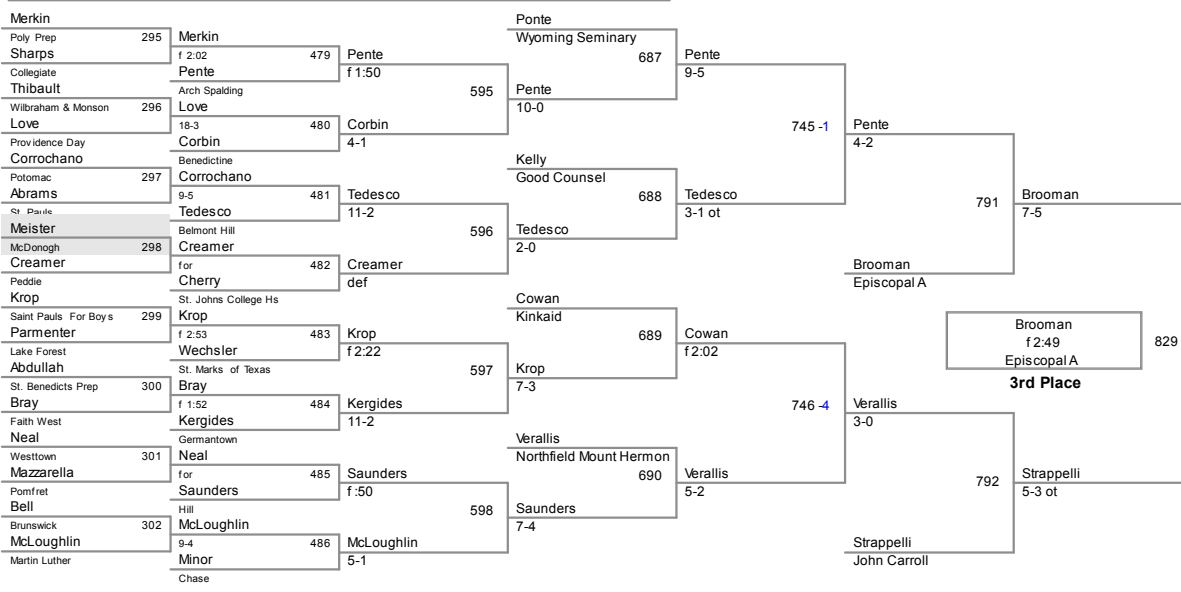 Merkin
Poly Prep 295
Sharps
Collegiate
Thibault
Wilbraham & Monson 296
Love
Providence Day
Corrochano
Potomac 297
Abrams
St. Pauls
Meister
McDonogh 298
Creamer
Peddie
Krop
Saint Pauls For Boys 299
Parmenter
Lake Forest
Abdullah
St. Benedicts Prep 300
Bray
Faith West
Neal
Westtown 301
Mazzarella
Pomfret
Bell
Brunswick 302
McLoughlin
Martin Luther
Merkin
f 2:02 479
Pente
Arch Spalding
Love
18-3 480
Corbin
Benedictine
Corrochano
9-5 481
Tedesco
Belmont Hill
Creamer
for 482
Cherry
St. Johns College Hs
Krop
f 2:53 483
Wechsler
St. Marks of Texas
Bray
f 1:52 484
Kergides
Germantown
Neal
for 485
Saunders
Hill
McLoughlin
9-4 486
Minor
Chase
Pente
f 1:50
595
Corbin
4-1
Tedesco
11-2
596
Creamer
def
Krop
f 2:22
597
Kergides
11-2
Saunders
f :50
598
McLoughlin
5-1
Ponte
Wyoming Seminary
687
Pente
10-0
Kelly
Good Counsel
688
Tedesco
2-0
Cowan
Kinkaid
689
Krop
7-3
Verallis
Northfield Mount Hermon
690
Saunders
7-4
Pente
9-5
745 -1
Tedesco
3-1 ot
Cowan
f 2:02
746 -4
Verallis
5-2
Pente
4-2
791
Brooman
Episcopal A
Verallis
3-0
792
Strappelli
John Carroll
Brooman
7-5
Brooman
f 2:49 829
Episcopal A
3rd Place
Strappelli
5-3 ot